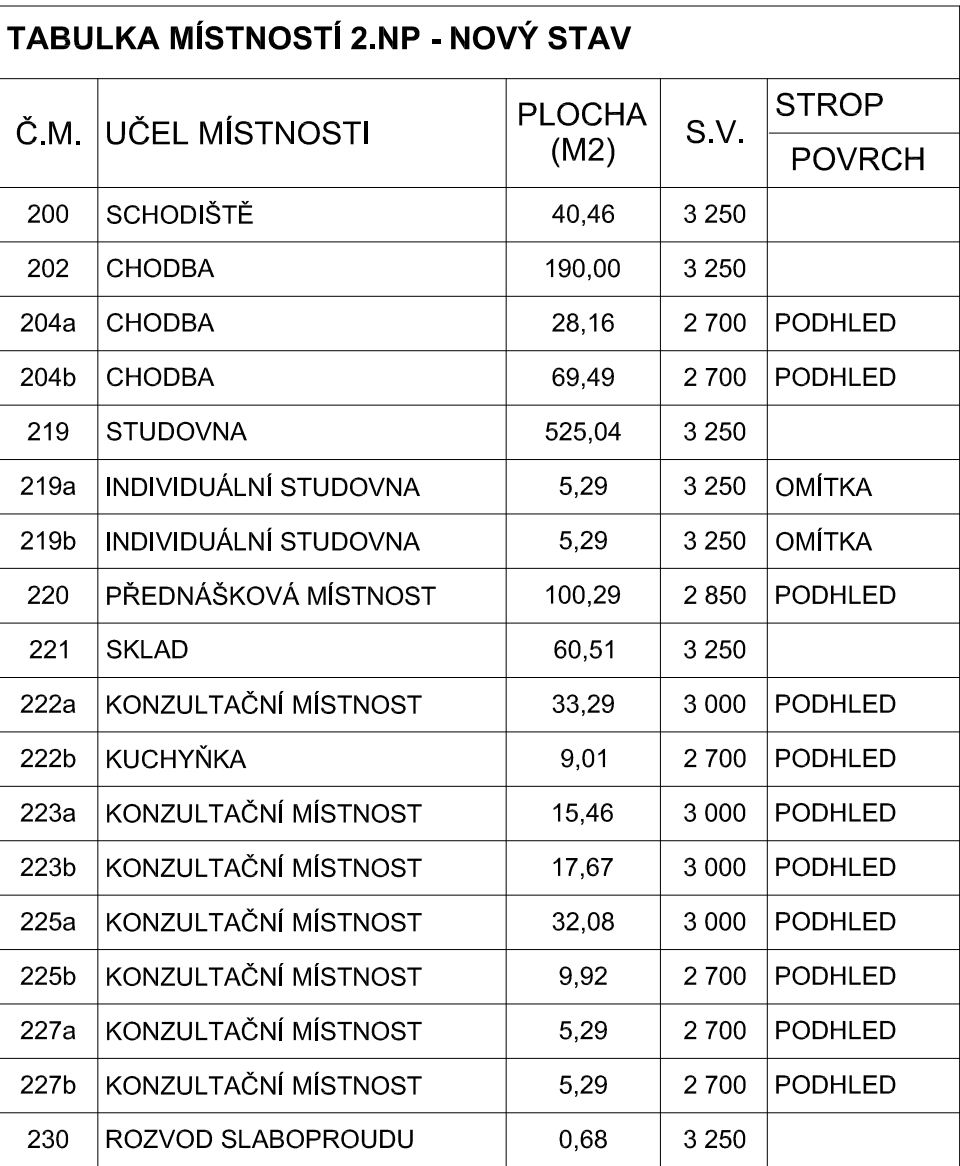 TABULKA MÍSTNOSTÍ 2.NP - NOVÝ STAV
Č.M. UČEL MÍSTNOSTI PLOCHA (M2) S.V. STROP POVRCH
200 SCHODIŠTĚ 40,46 3 250
202 CHODBA 190,00 3 250
204a CHODBA 28,16 2 700 PODHLED
204b CHODBA 69,49 2 700 PODHLED
219 STUDOVNA 525,04 3 250
219a INDIVIDUÁLNÍ STUDOVNA 5,29 3 250 OMÍTKA
219b INDIVIDUÁLNÍ STUDOVNA 5,29 3 250 OMÍTKA
220 PŘEDNÁŠKOVÁ MÍSTNOST 100,29 2 850 PODHLED
221 SKLAD 60,51 3 250
222a KONZULTAČNÍ MÍSTNOST 33,29 3 000 PODHLED
222b KUCHYŇKA 9,01 2 700 PODHLED
223a KONZULTAČNÍ MÍSTNOST 15,46 3 000 PODHLED
223b KONZULTAČNÍ MÍSTNOST 17,67 3 000 PODHLED
225a KONZULTAČNÍ MÍSTNOST 32,08 3 000 PODHLED
225b KONZULTAČNÍ MÍSTNOST 9,92 2 700 PODHLED
227a KONZULTAČNÍ MÍSTNOST 5,29 2 700 PODHLED
227b KONZULTAČNÍ MÍSTNOST 5,29 2 700 PODHLED
230 ROZVOD SLABOPROUDU 0,68 3 250